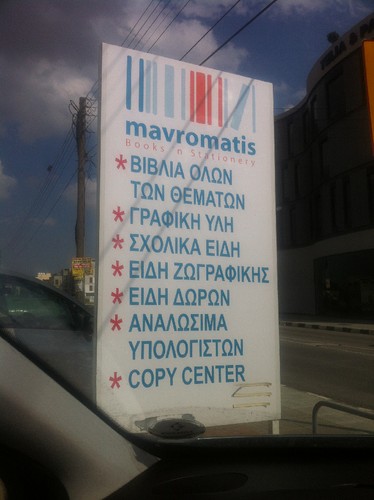 mavromatis
Books 'n Stationery
* ΒΙΒΛΙΑ ΟΛΩΝ
ΤΩΝ ΘΕΜΑΤΩΝ
* ΓΡΑΦΙΚΗ ΥΛΗ
* ΣΧΟΛΙΚΑ ΕΙΔΗ
* ΕΙΔΗ ΖΩΓΡΑΦΙΚΗΣ
* ΕΙΔΗ ΔΩΡΩΝ
* ΑΝΑΛΩΣΙΜΑ
ΥΠΟΛΟΓΙΣΤΩΝ
* COPY CENTER